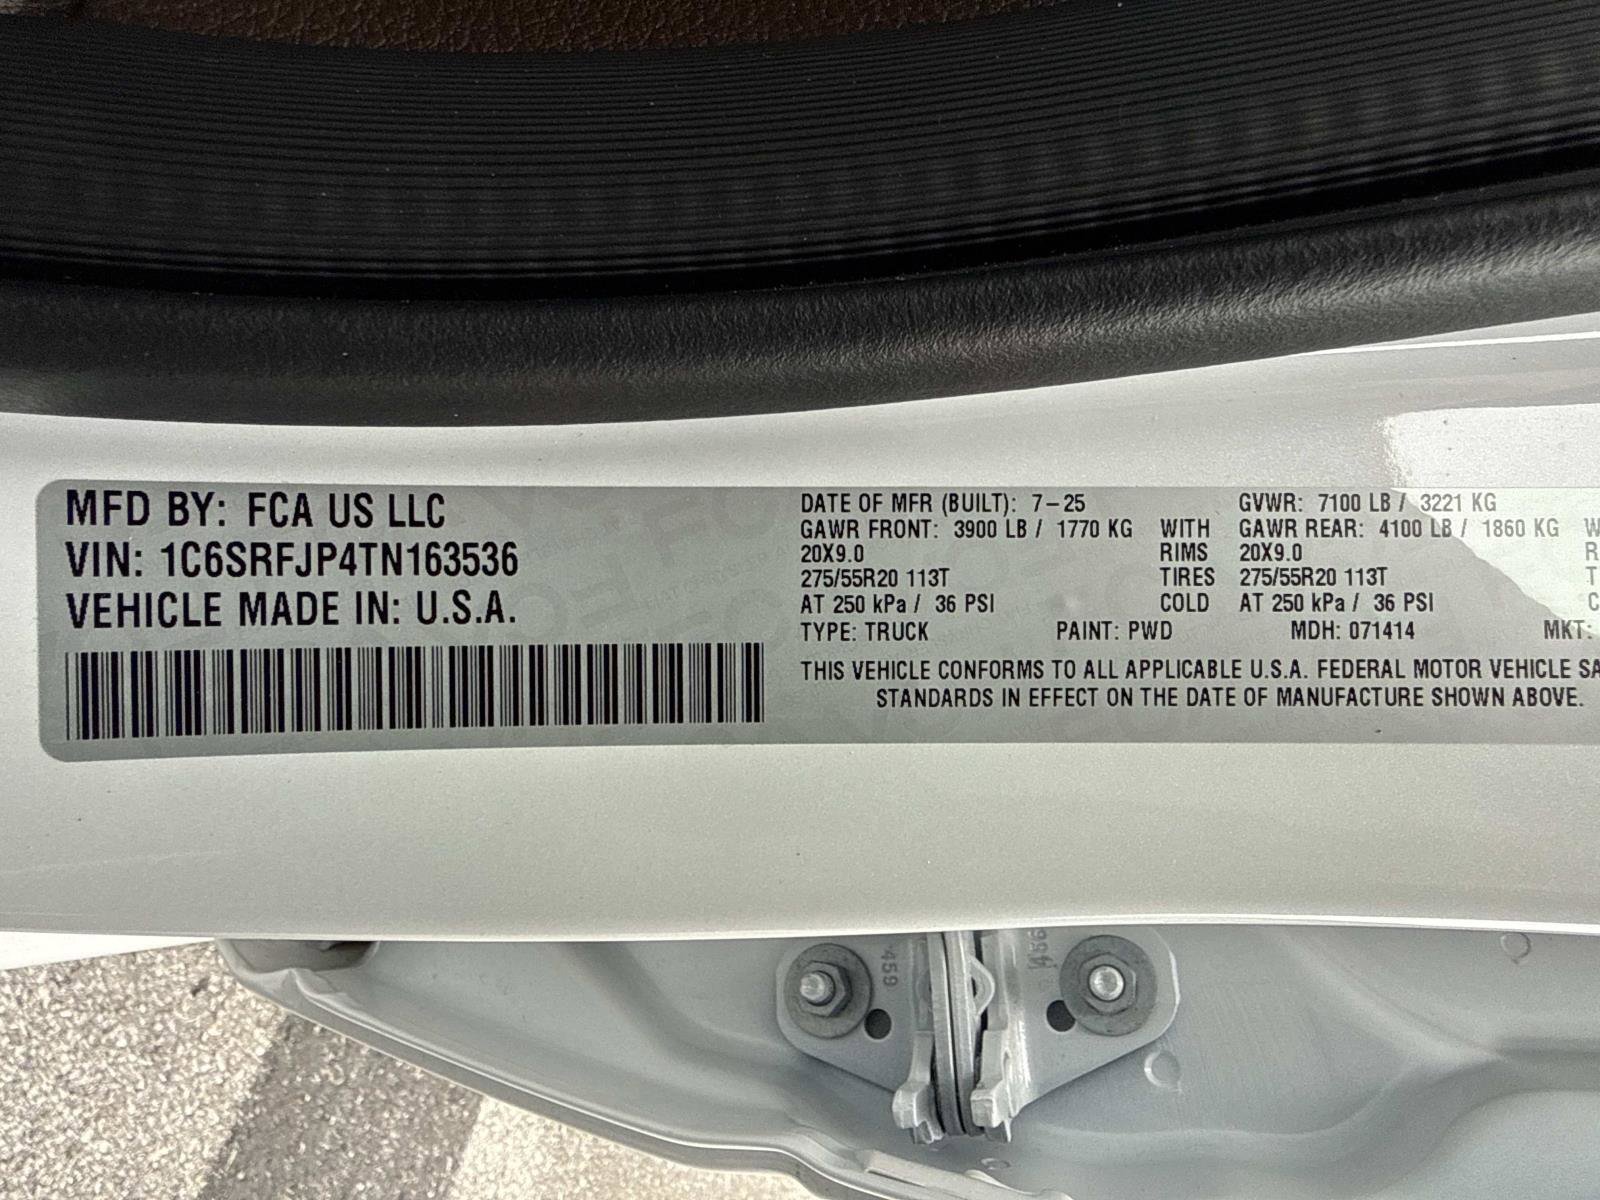 MFD BY: FCA US LLC
VIN: 1C6SRFJP4TN163536
VEHICLE MADE IN: U.S.A.
DATE OF MFR (BUILT): 7-25 GVWR: 7100 LB / 3221 KG
GAWR FRONT: 3900 LB / 1770 KG WITH GAWR REAR: 4100 LB / 1860 KG W
20X9.0 RIMS 20X9.0 R
275/55R20 113T TIRES 275/55R20 113T T
AT 250 kPa / 36 PSI COLD AT 250 kPa / 36 PSI C
TYPE: TRUCK PAINT: PWD MDH: 071414 MKT:
THIS VEHICLE CONFORMS TO ALL APPLICABLE U.S.A. FEDERAL MOTOR VEHICLE SA
STANDARDS IN EFFECT ON THE DATE OF MANUFACTURE SHOWN ABOVE.
-459
456